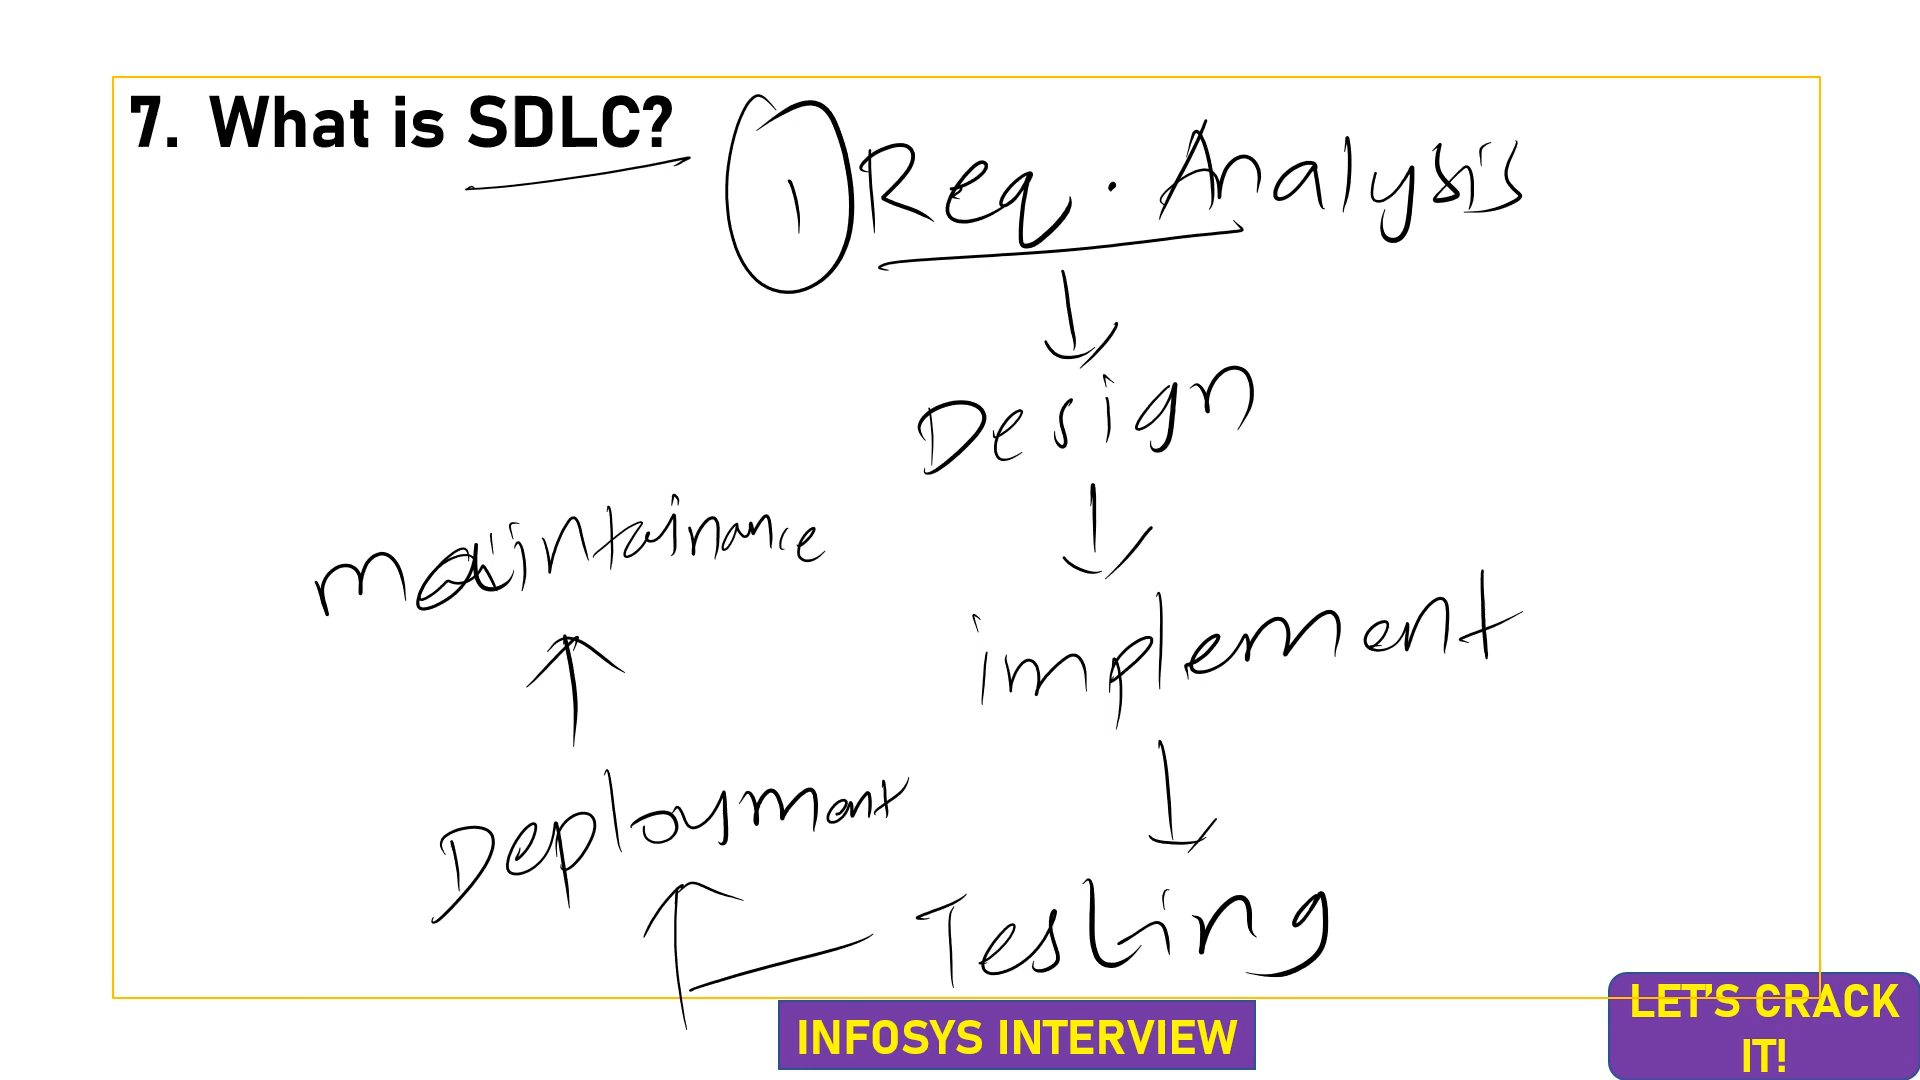 7. What is SDLC?
1 Req. Analysis
Design
implement
Testing
Deployment
maintainance
INFOSYS INTERVIEW
LET'S CRACK
IT!